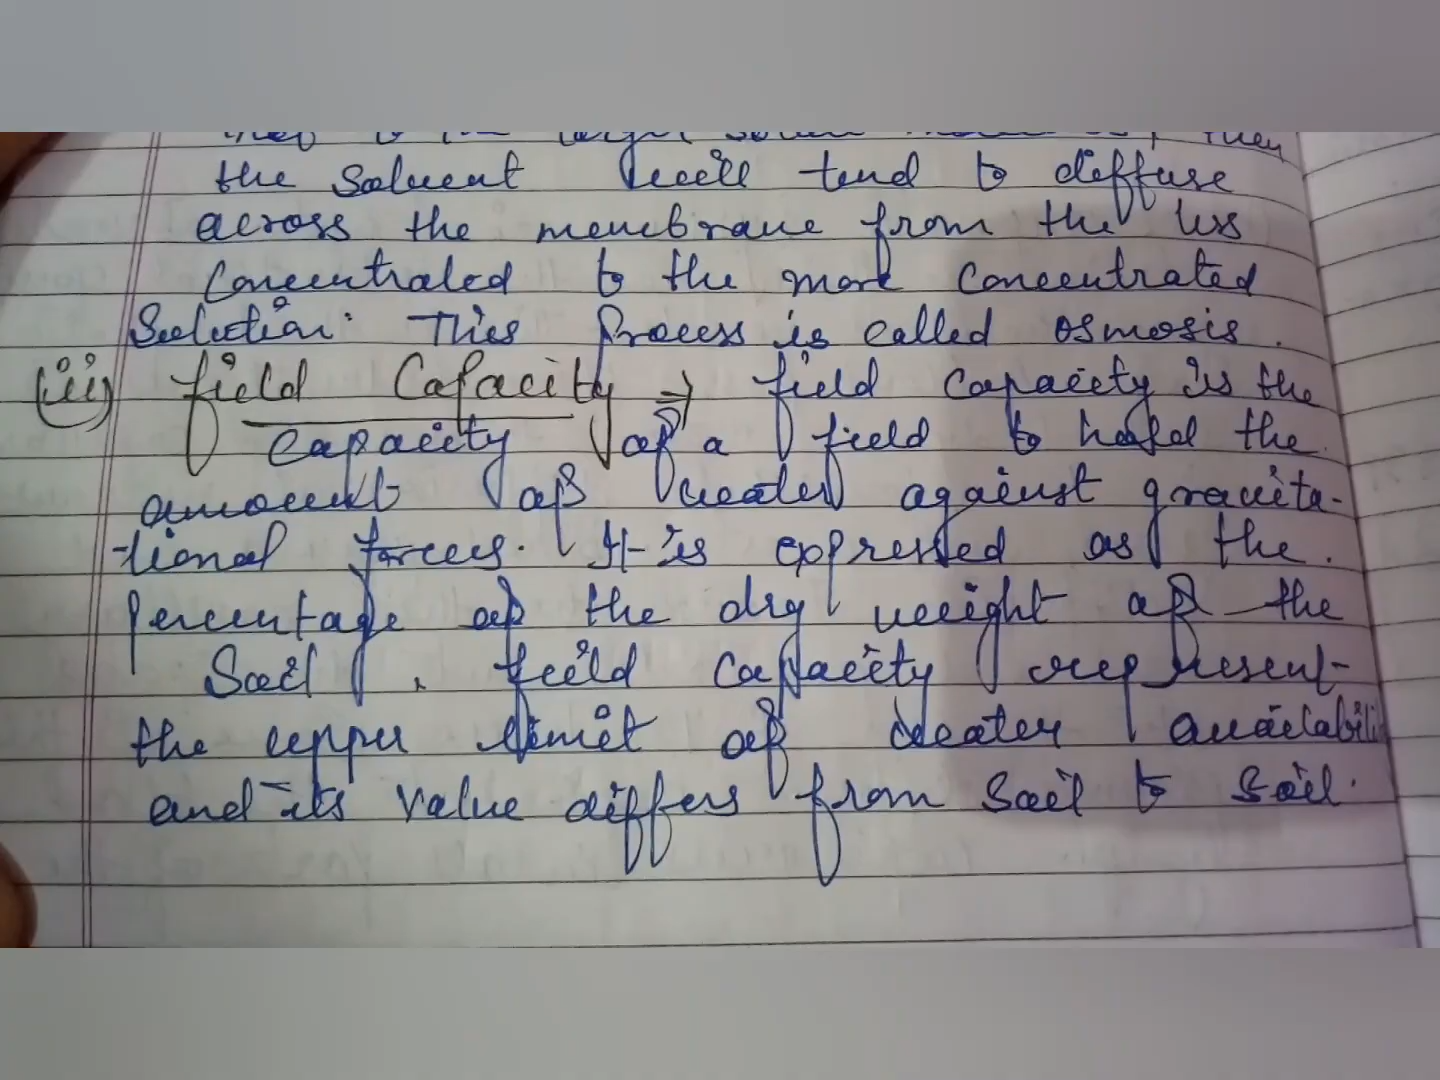 they
the solvent will tend to diffuse
across the membrane from the less
concentrated to the more concentrated
Solution. This Process is called osmosis.
(iii) field Capacity ⇒ field capacity is the
capacity of a field to hold the
amount of water against gravita-
-tional forces. It is expressed as the
Percentage of the dry weight of the
Soil. field capacity represent
the upper limit of water availabili
and its value differs from Soil to Soil.